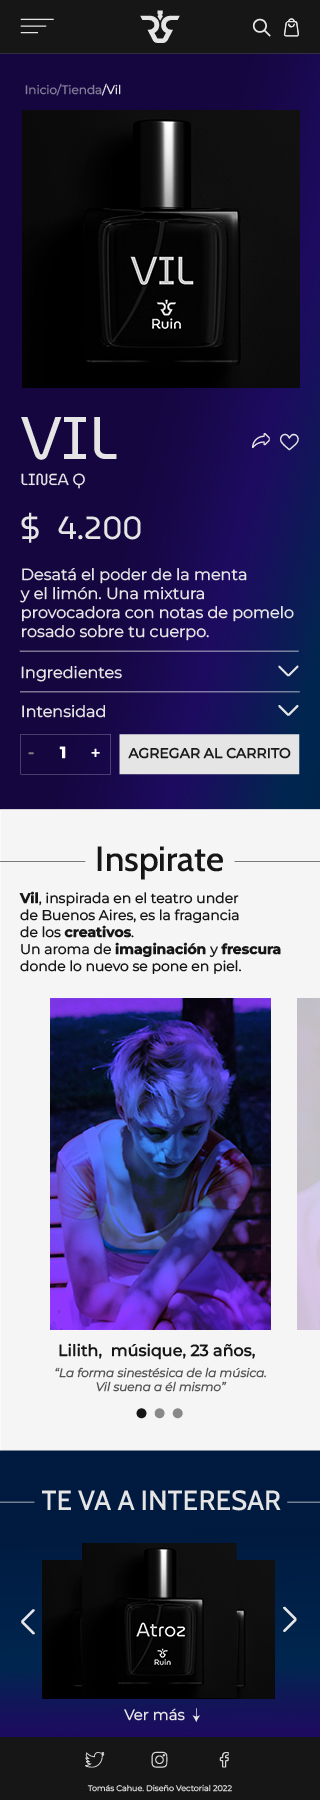 Inicio/Tienda/Vil
VIL
Ruin
VIL
LINEA Q
$ 4.200
Desatá el poder de la menta
y el limón. Una mixtura
provocadora con notas de pomelo
rosado sobre tu cuerpo.
Ingredientes
Intensidad
- 1 +
AGREGAR AL CARRITO
Inspirate
Vil, inspirada en el teatro under
de Buenos Aires, es la fragancia
de los creativos.
Un aroma de imaginación y frescura
donde lo nuevo se pone en piel.
Lilith, músique, 23 años,
“La forma sinestésica de la música.
Vil suena a él mismo”
TE VA A INTERESAR
Atroz
Ruin
Ver más ↓
Tomás Cahue. Diseño Vectorial 2022